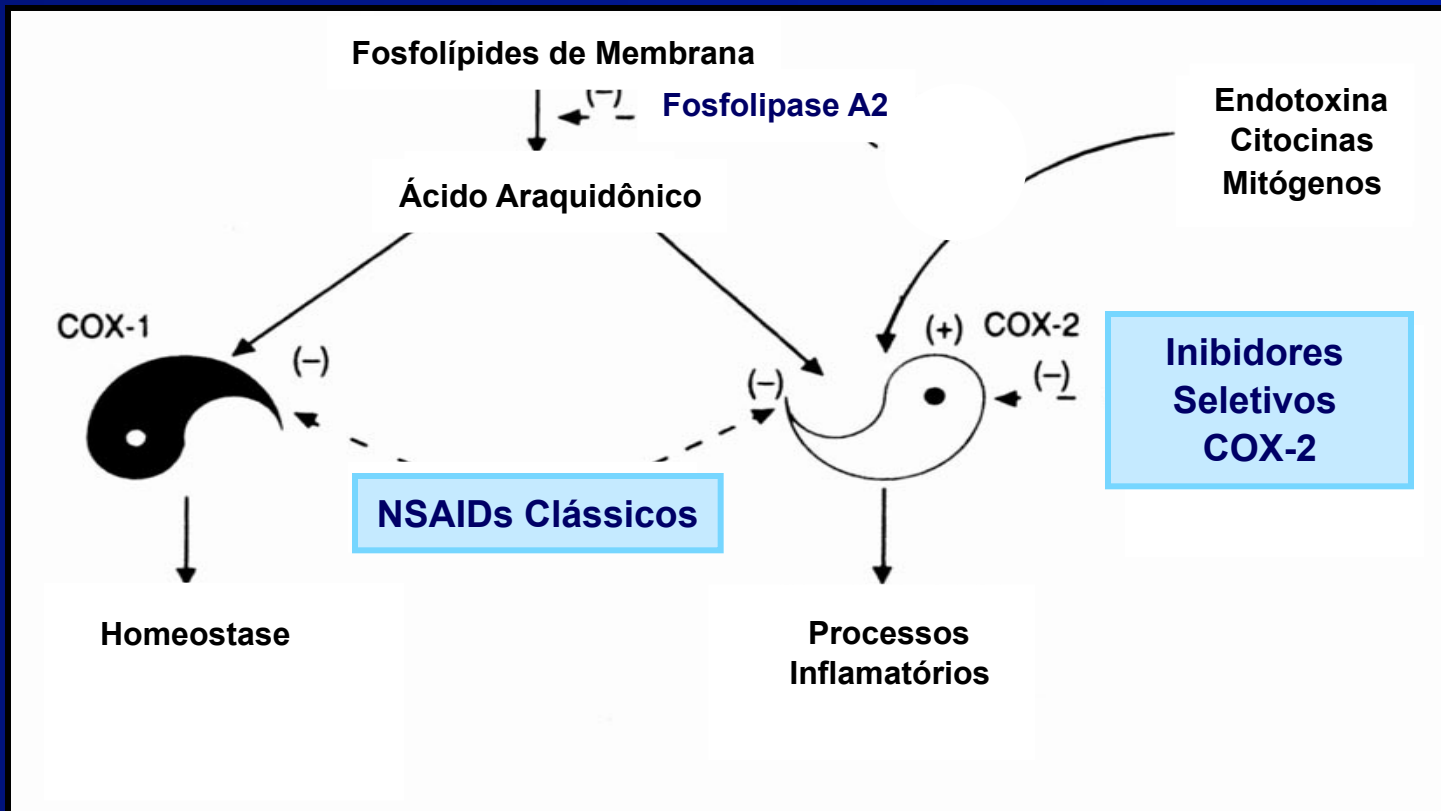 Fosfolípides de Membrana
(–)
Fosfolipase A2
Endotoxina
Citocinas
Mitógenos
Ácido Araquidônico
COX-1
(–)
(–)
(+)
COX-2
(–)
Inibidores
Seletivos
COX-2
NSAIDs Clássicos
Homeostase
Processos
Inflamatórios